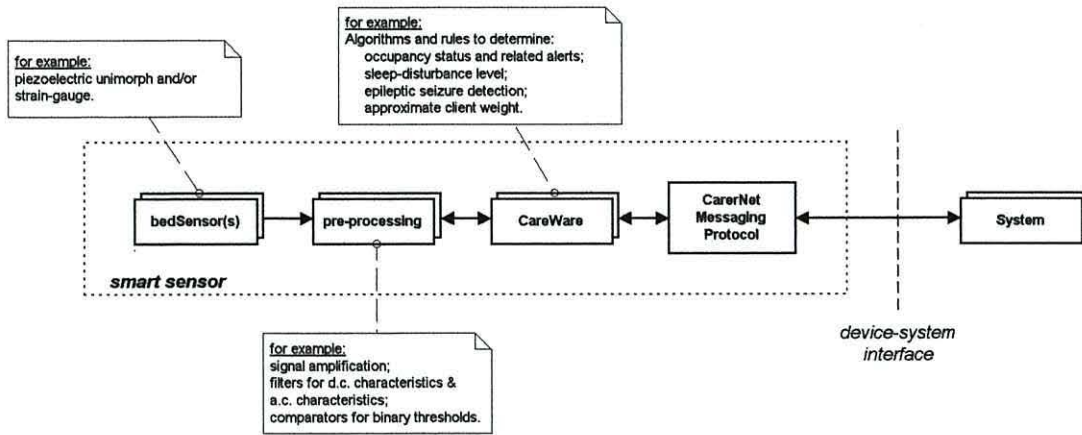 for example:
piezoelectric unimorph and/or
strain-gauge.
for example:
Algorithms and rules to determine:
occupancy status and related alerts;
sleep-disturbance level;
epileptic seizure detection;
approximate client weight.
bedSensor(s)
pre-processing
CareWare
CarerNet
Messaging
Protocol
System
smart sensor
device-system
interface
for example:
signal amplification;
filters for d.c. characteristics &
a.c. characteristics;
comparators for binary thresholds.